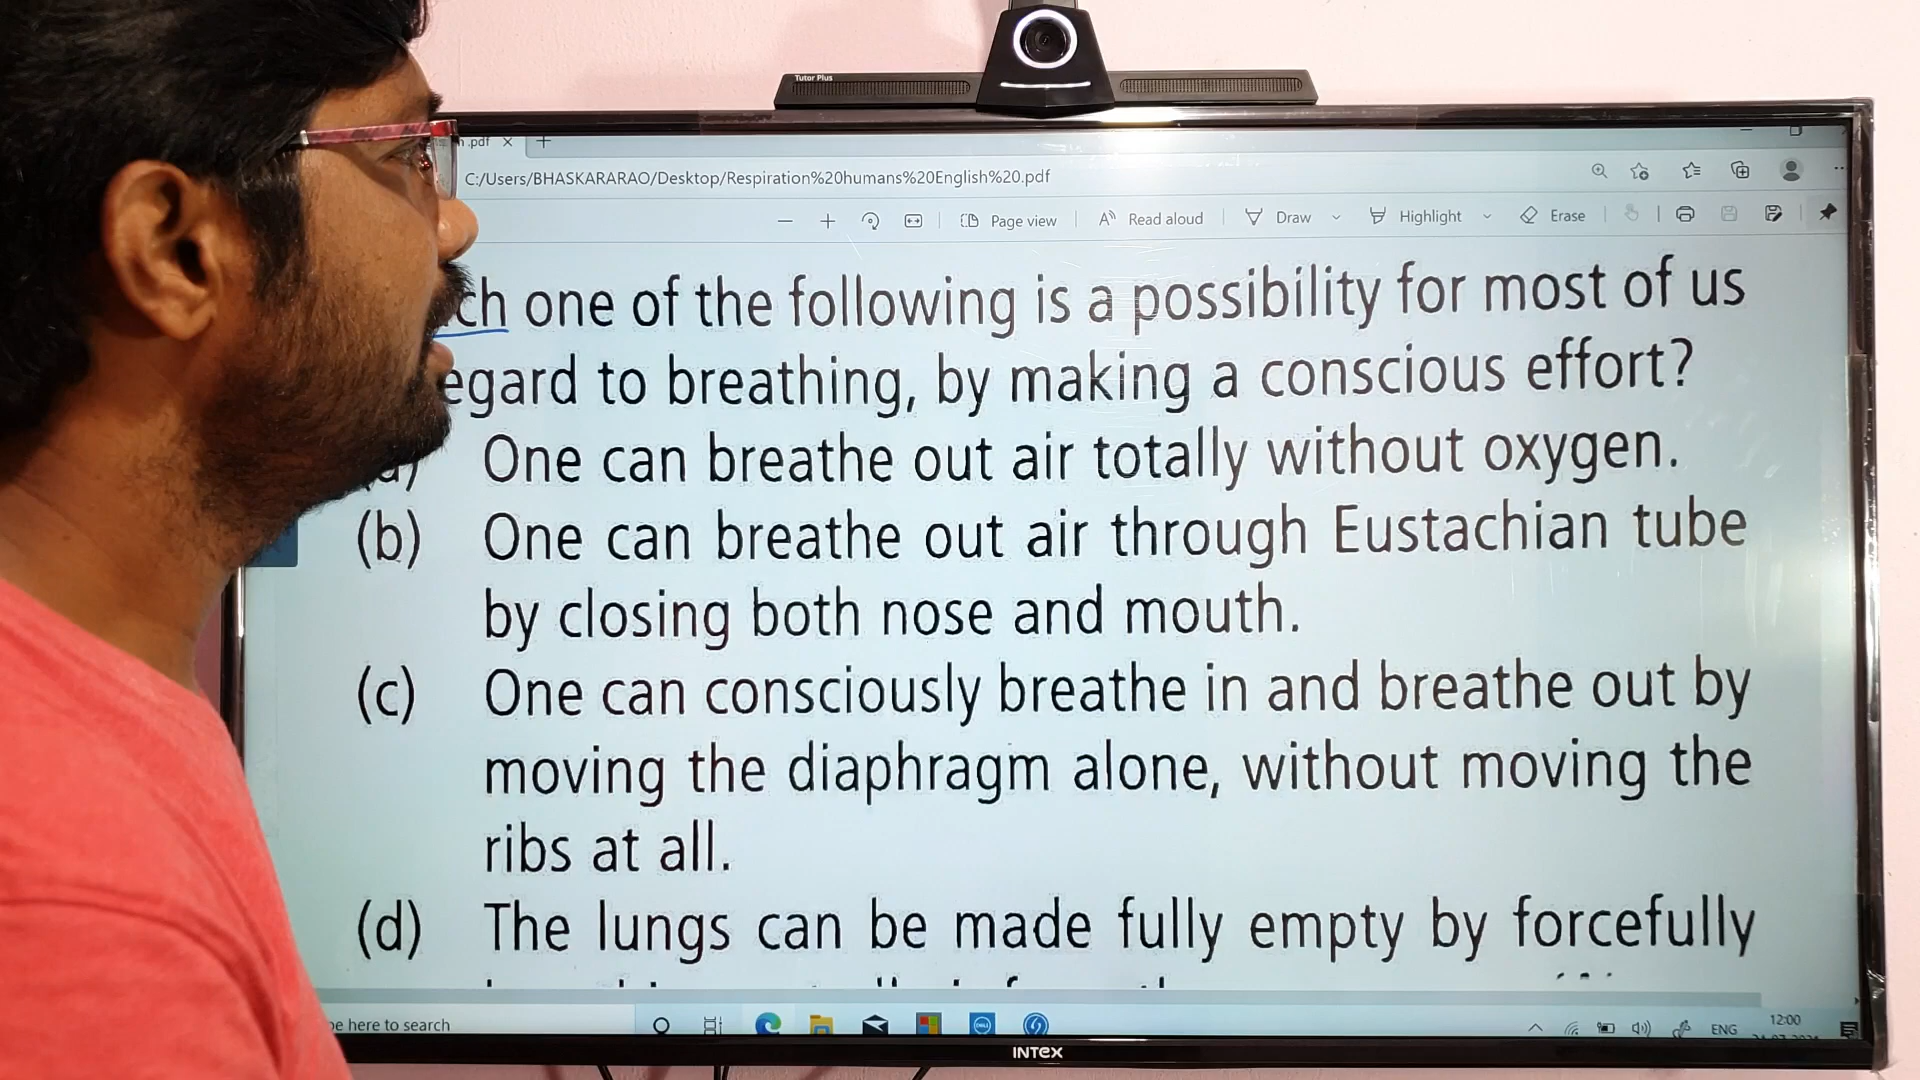 Tutor Plus
.pdf
C:/Users/BHASKARARAO/Desktop/Respiration%20humans%20English%20.pdf
Page view Read aloud Draw Highlight Erase
ch one of the following is a possibility for most of us
egard to breathing, by making a conscious effort?
One can breathe out air totally without oxygen.
(b) One can breathe out air through Eustachian tube
by closing both nose and mouth.
(c) One can consciously breathe in and breathe out by
moving the diaphragm alone, without moving the
ribs at all.
(d) The lungs can be made fully empty by forcefully
pe here to search
ENG
12:00
INTEX